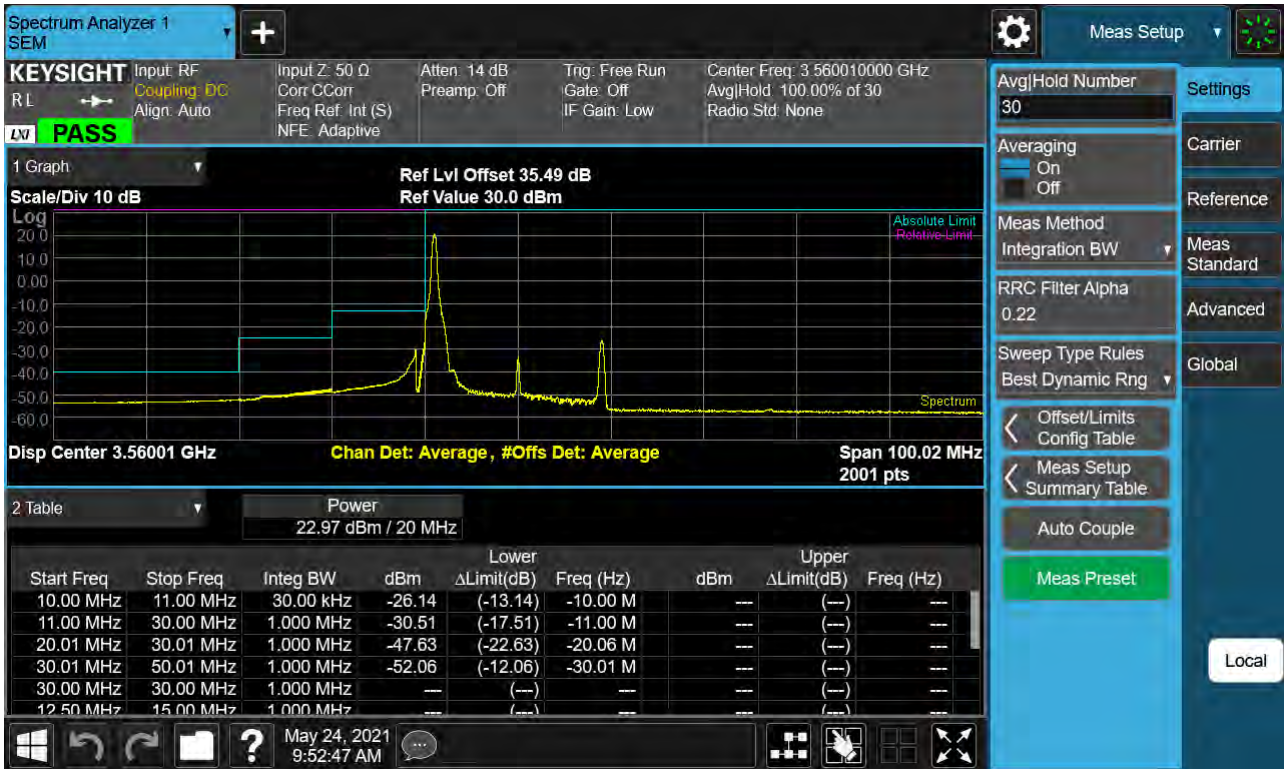 Spectrum Analyzer 1
SEM
Meas Setup
KEYSIGHT
R L
LXI
PASS
Input: RF
Coupling: DC
Align: Auto
Input Z: 50 Ω
Corr CCorr
Freq Ref: Int (S)
NFE: Adaptive
Atten: 14 dB
Preamp: Off
Trig: Free Run
Gate: Off
IF Gain: Low
Center Freq: 3.560010000 GHz
Avg|Hold: 100.00% of 30
Radio Std: None
1 Graph
Scale/Div 10 dB
Ref Lvl Offset 35.49 dB
Ref Value 30.0 dBm
Log
20.0
10.0
0.00
-10.0
-20.0
-30.0
-40.0
-50.0
-60.0
Absolute Limit
Relative Limit
Spectrum
Disp Center 3.56001 GHz
Chan Det: Average, #Offs Det: Average
Span 100.02 MHz
2001 pts
2 Table
Power
22.97 dBm / 20 MHz
Lower Upper
Start Freq Stop Freq Integ BW dBm ΔLimit(dB) Freq (Hz) dBm ΔLimit(dB) Freq (Hz)
10.00 MHz 11.00 MHz 30.00 kHz -26.14 (-13.14) -10.00 M --- (---) ---
11.00 MHz 30.00 MHz 1.000 MHz -30.51 (-17.51) -11.00 M --- (---) ---
20.01 MHz 30.01 MHz 1.000 MHz -47.63 (-22.63) -20.06 M --- (---) ---
30.01 MHz 50.01 MHz 1.000 MHz -52.06 (-12.06) -30.01 M --- (---) ---
30.00 MHz 30.00 MHz 1.000 MHz --- (---) --- --- (---) ---
12.50 MHz 15.00 MHz 1.000 MHz --- (---) --- --- (---) ---
?
May 24, 2021
9:52:47 AM
Avg|Hold Number
30
Averaging
On
Off
Meas Method
Integration BW
RRC Filter Alpha
0.22
Sweep Type Rules
Best Dynamic Rng
Offset/Limits
Config Table
Meas Setup
Summary Table
Auto Couple
Meas Preset
Settings
Carrier
Reference
Meas
Standard
Advanced
Global
Local